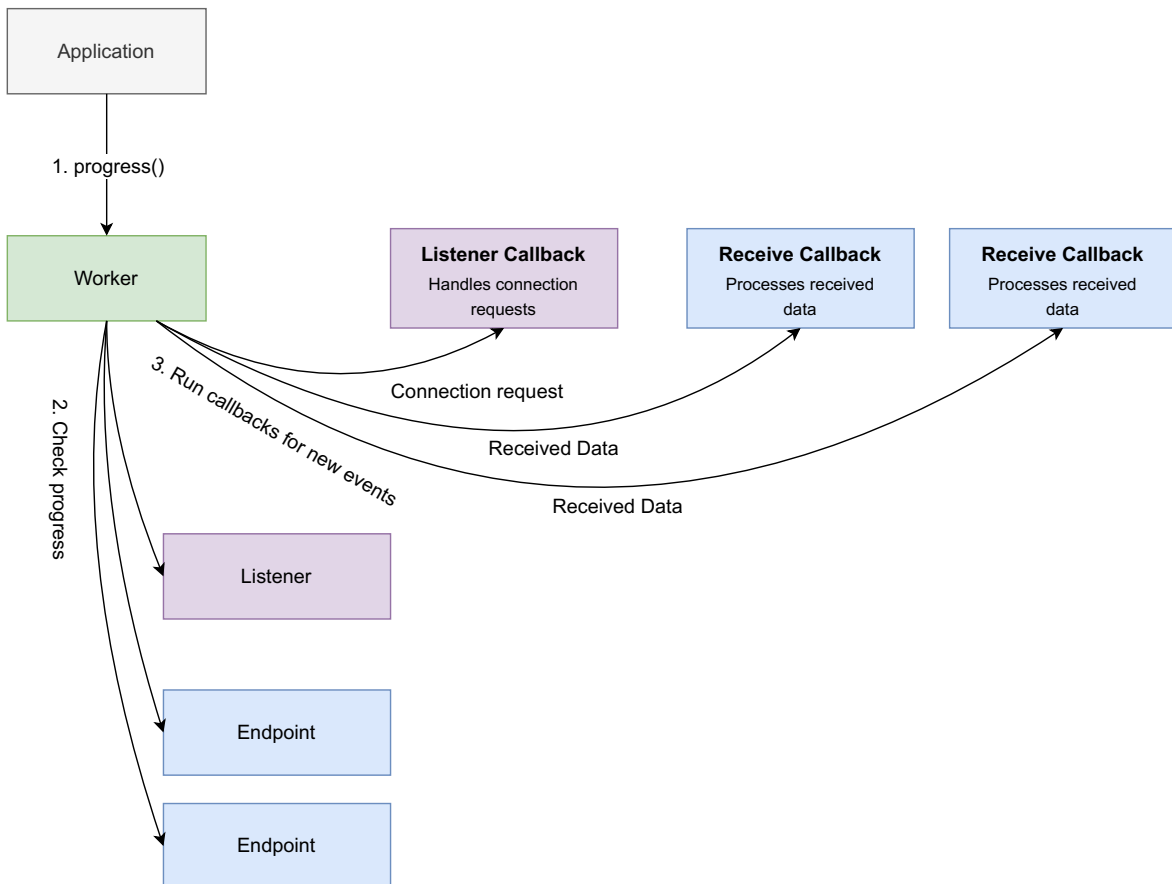 Application
1. progress()
Worker
Listener Callback
Handles connection
requests
Receive Callback
Processes received
data
Receive Callback
Processes received
data
3. Run callbacks for new events
Connection request
Received Data
Received Data
2. Check progress
Listener
Endpoint
Endpoint